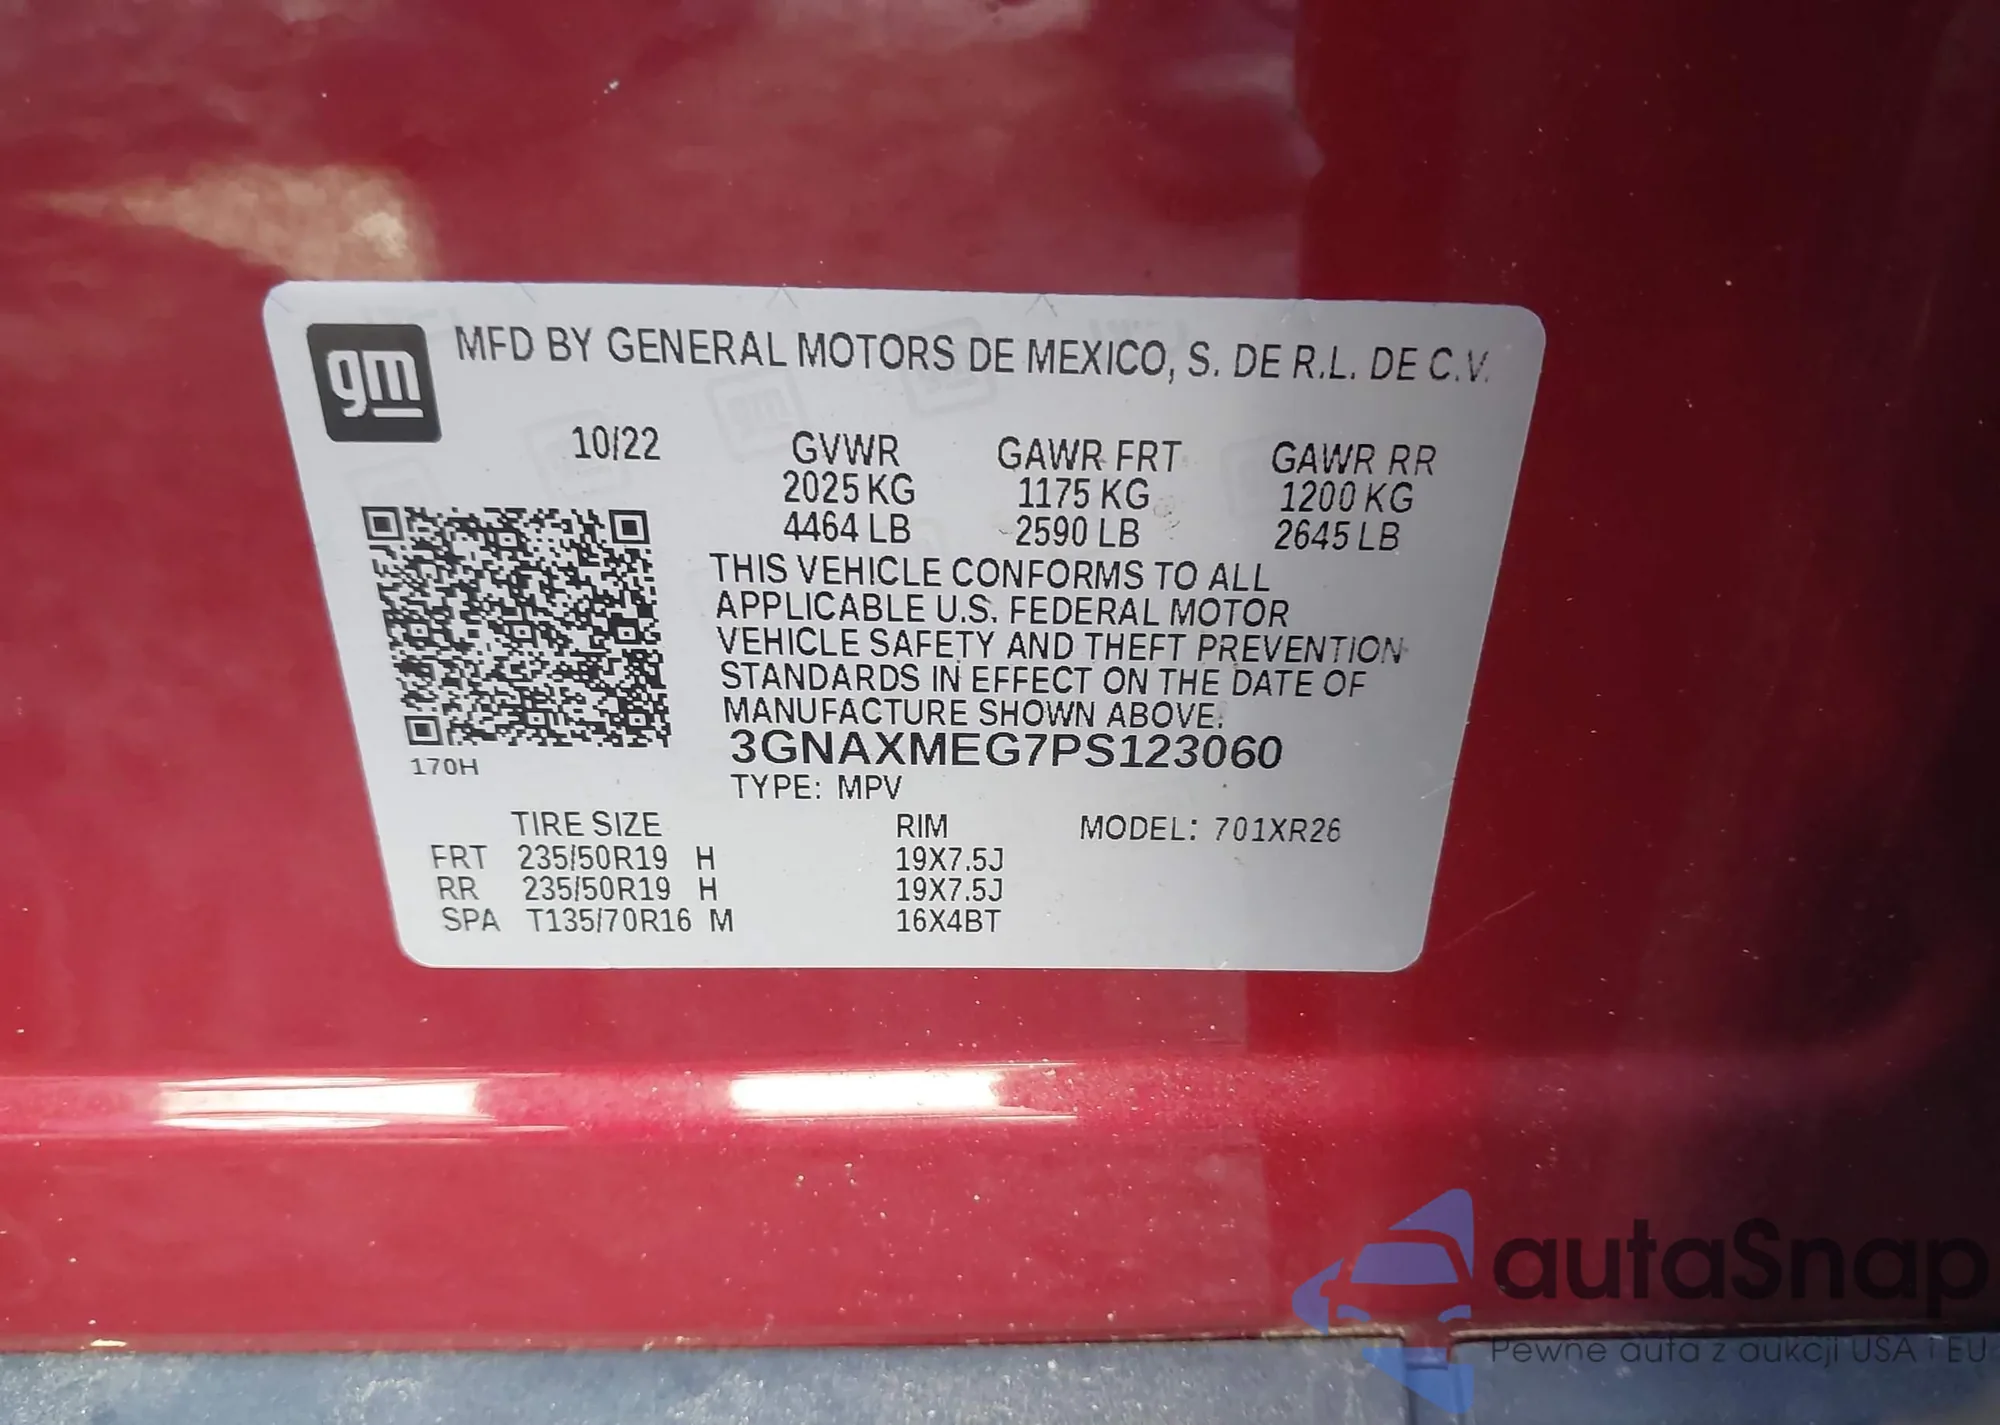 gm
MFD BY GENERAL MOTORS DE MEXICO, S. DE R.L. DE C.V.
10/22 GVWR GAWR FRT GAWR RR
2025 KG 1175 KG 1200 KG
4464 LB 2590 LB 2645 LB
THIS VEHICLE CONFORMS TO ALL
APPLICABLE U.S. FEDERAL MOTOR
VEHICLE SAFETY AND THEFT PREVENTION
STANDARDS IN EFFECT ON THE DATE OF
MANUFACTURE SHOWN ABOVE.
3GNAXMEG7PS123060
170H
TYPE: MPV
TIRE SIZE RIM MODEL: 701XR26
FRT 235/50R19 H 19X7.5J
RR 235/50R19 H 19X7.5J
SPA T135/70R16 M 16X4BT
autaSnap
Pewne auta z aukcji USA i EU